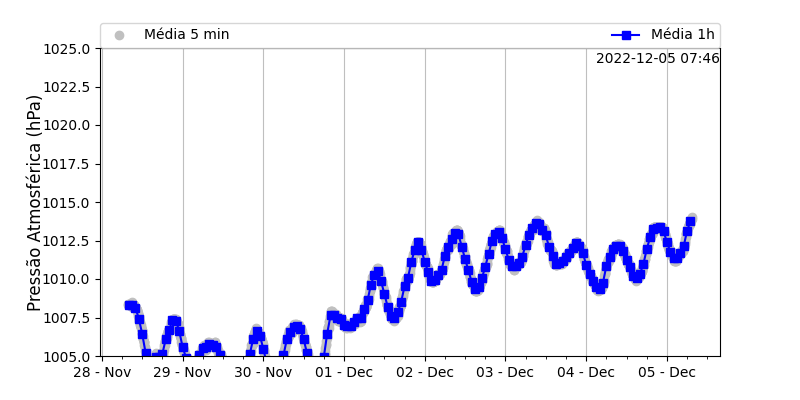 Média 5 min
Média 1h
2022-12-05 07:46
Pressão Atmosférica (hPa)
1025.0
1022.5
1020.0
1017.5
1015.0
1012.5
1010.0
1007.5
1005.0
28 - Nov
29 - Nov
30 - Nov
01 - Dec
02 - Dec
03 - Dec
04 - Dec
05 - Dec